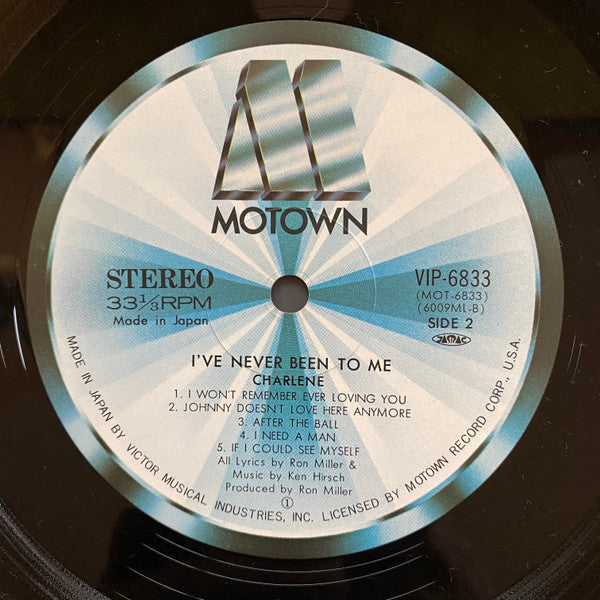 MOTOWN
STEREO
33⅓RPM
Made in Japan
VIP-6833
(MOT-6833)
(6009ML-B)
SIDE 2
JASRAC
I'VE NEVER BEEN TO ME
CHARLENE
1. I WON'T REMEMBER EVER LOVING YOU
2. JOHNNY DOESN'T LOVE HERE ANYMORE
3. AFTER THE BALL
4. I NEED A MAN
5. IF I COULD SEE MYSELF
All Lyrics by Ron Miller &
Music by Ken Hirsch
Produced by Ron Miller
①
MADE IN JAPAN BY VICTOR MUSICAL INDUSTRIES, INC. LICENSED BY MOTOWN RECORD CORP., U.S.A.